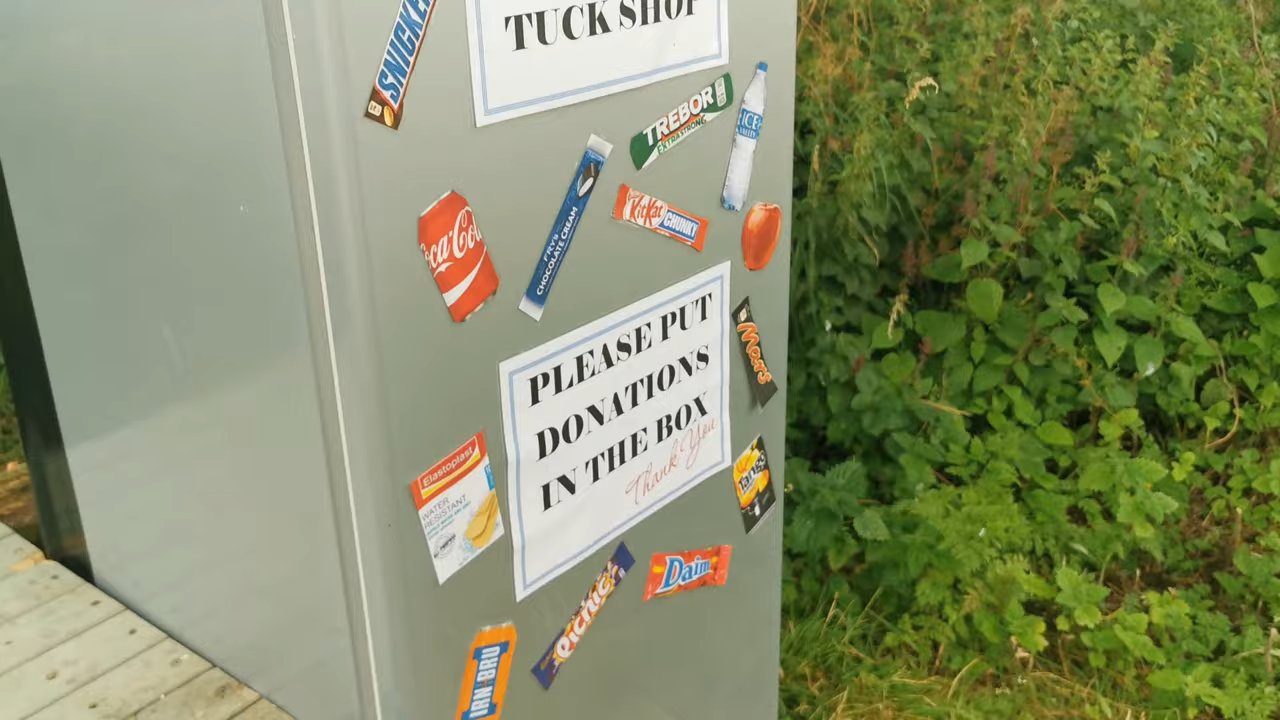 SNICKERS
TUCK SHOP
TREBOR
EXTRA STRONG
ICE
VALLEY
Coca-Cola
FRY'S
CHOCOLATE CREAM
KitKat
CHUNKY
PLEASE PUT
DONATIONS
IN THE BOX
Thank You
Mars
Elastoplast
WATER
RESISTANT
Jaffa
Picnic
Daim
IRN-BRU